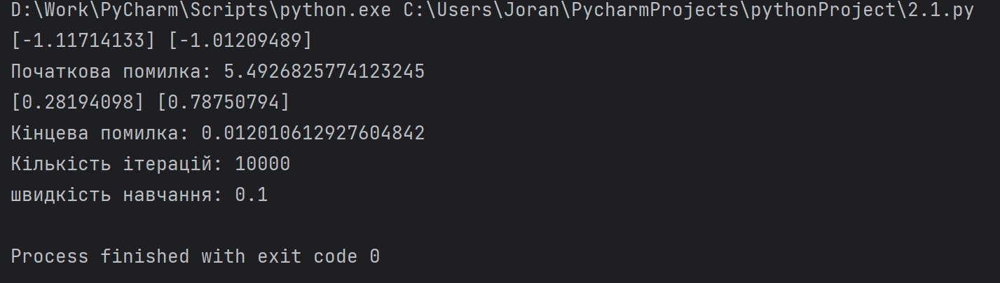 D:\Work\PyCharm\Scripts\python.exe C:\Users\Joran\PycharmProjects\pythonProject\2.1.py
[-1.11714133] [-1.01209489]
Початкова помилка: 5.4926825774123245
[0.28194098] [0.78750794]
Кінцева помилка: 0.012010612927604842
Кількість ітерацій: 10000
швидкість навчання: 0.1
Process finished with exit code 0